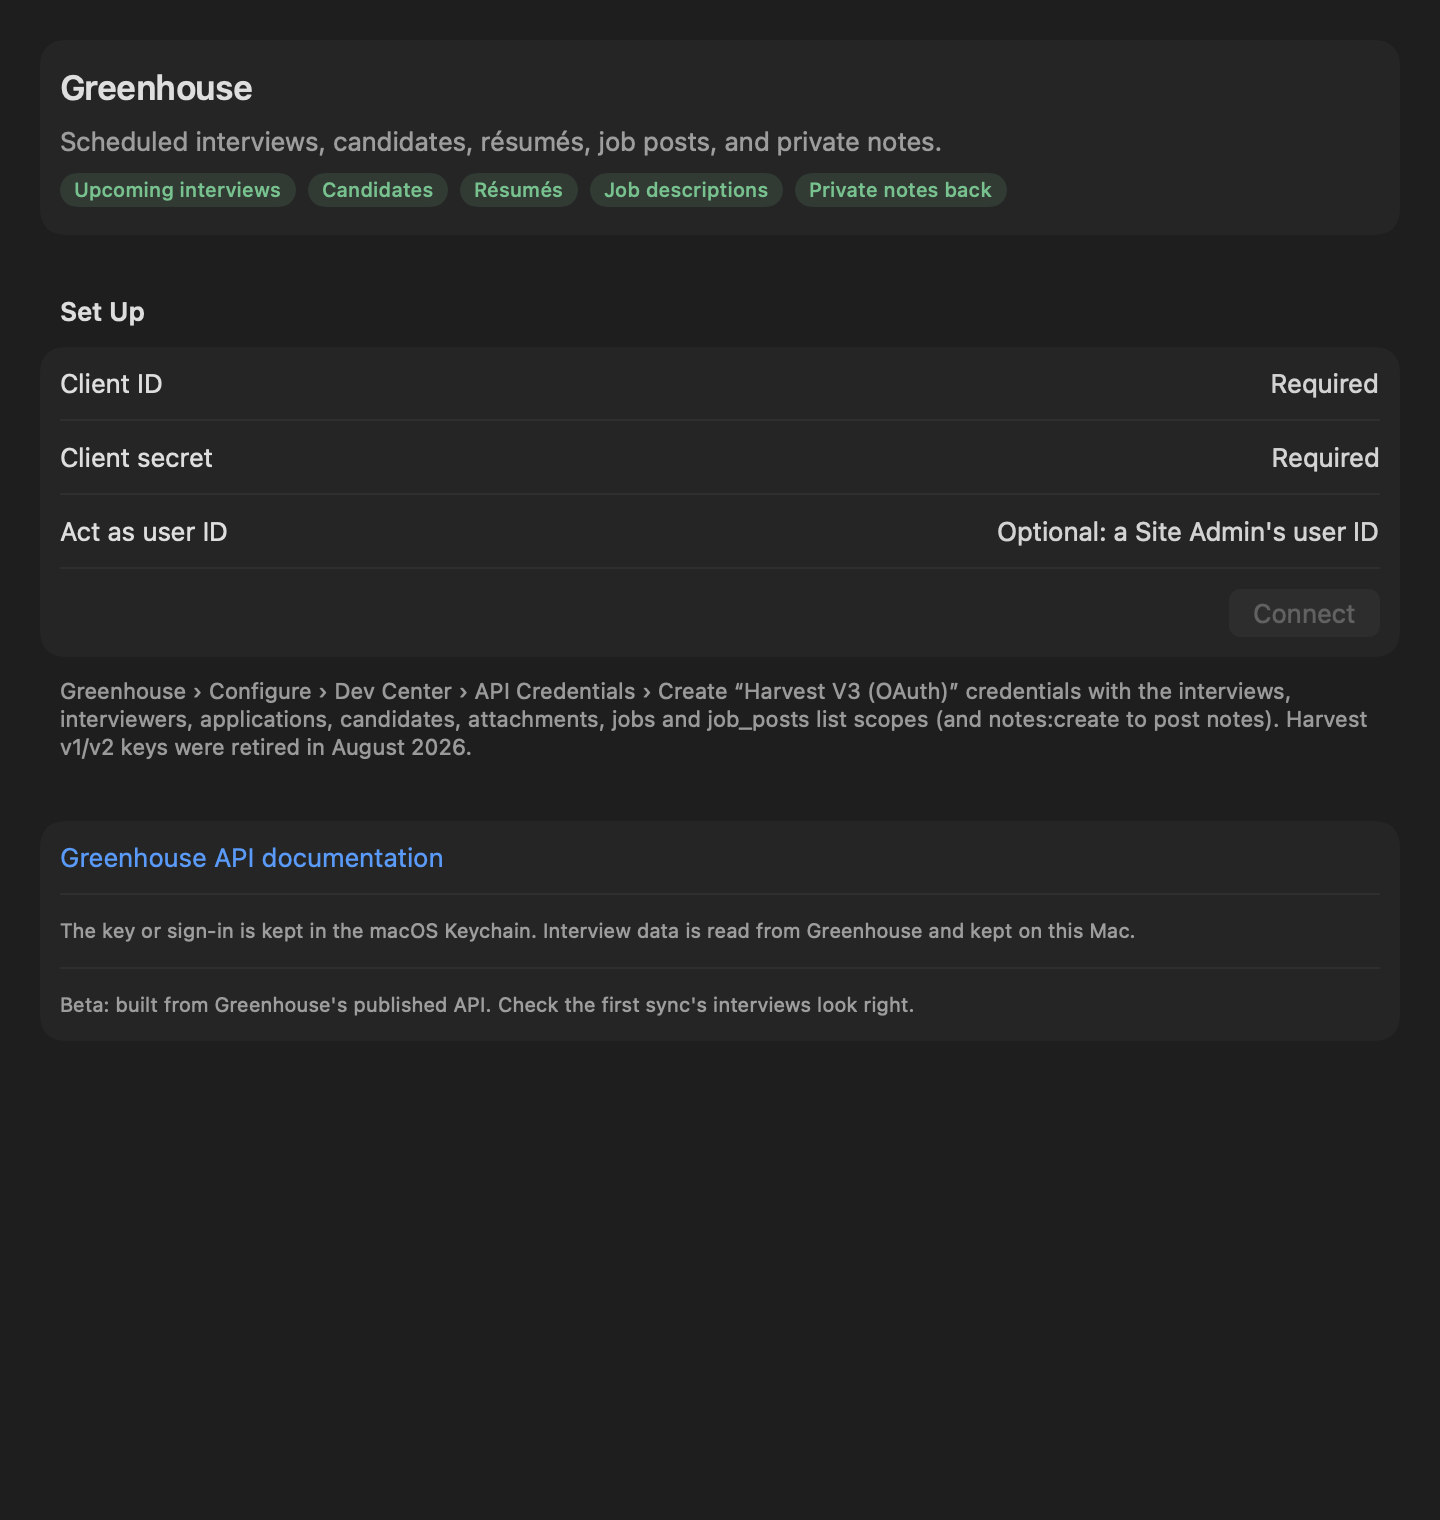 Greenhouse
Scheduled interviews, candidates, résumés, job posts, and private notes.
Upcoming interviews
Candidates
Résumés
Job descriptions
Private notes back
Set Up
Client ID
Required
Client secret
Required
Act as user ID
Optional: a Site Admin's user ID
Connect
Greenhouse › Configure › Dev Center › API Credentials › Create “Harvest V3 (OAuth)” credentials with the interviews,
interviewers, applications, candidates, attachments, jobs and job_posts list scopes (and notes:create to post notes). Harvest
v1/v2 keys were retired in August 2026.
Greenhouse API documentation
The key or sign-in is kept in the macOS Keychain. Interview data is read from Greenhouse and kept on this Mac.
Beta: built from Greenhouse's published API. Check the first sync's interviews look right.